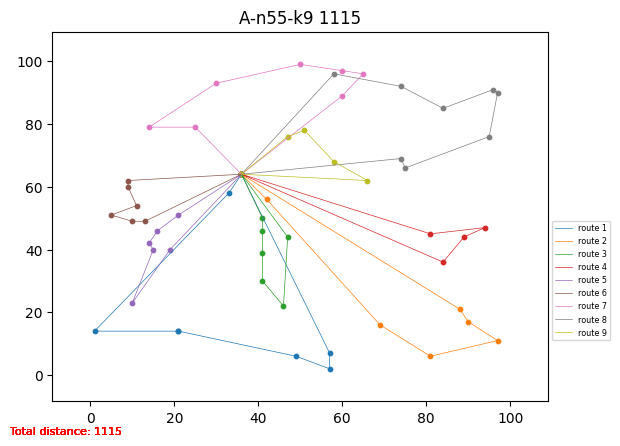 A-n55-k9 1115
100
80
60
40
20
0
0 20 40 60 80 100
route 1
route 2
route 3
route 4
route 5
route 6
route 7
route 8
route 9
Total distance: 1115